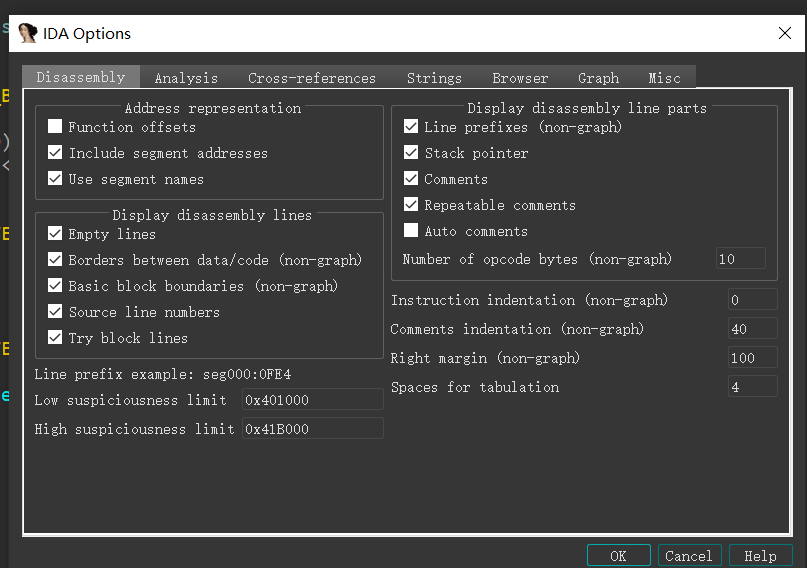 IDA Options
Disassembly Analysis Cross-references Strings Browser Graph Misc
Address representation
Function offsets
Include segment addresses
Use segment names
Display disassembly lines
Empty lines
Borders between data/code (non-graph)
Basic block boundaries (non-graph)
Source line numbers
Try block lines
Line prefix example: seg000:0FE4
Low suspiciousness limit 0x401000
High suspiciousness limit 0x41B000
Display disassembly line parts
Line prefixes (non-graph)
Stack pointer
Comments
Repeatable comments
Auto comments
Number of opcode bytes (non-graph) 10
Instruction indentation (non-graph) 0
Comments indentation (non-graph) 40
Right margin (non-graph) 100
Spaces for tabulation 4
OK Cancel Help